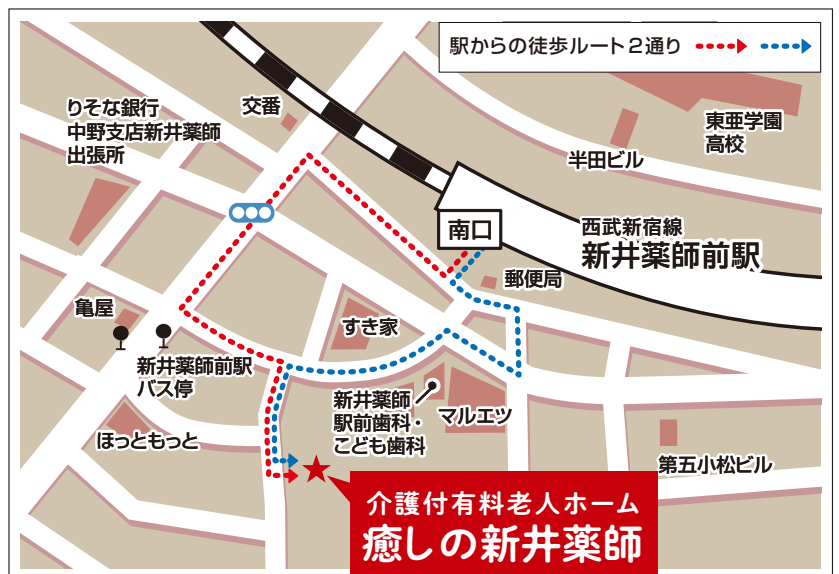 駅からの徒歩ルート2通り
りそな銀行
中野支店新井薬師
出張所
交番
東亜学園
高校
半田ビル
南口
西武新宿線
新井薬師前駅
郵便局
亀屋
すき家
新井薬師前駅
バス停
新井薬師
駅前歯科・
こども歯科
マルエツ
ほっともっと
第五小松ビル
介護付有料老人ホーム
癒しの新井薬師